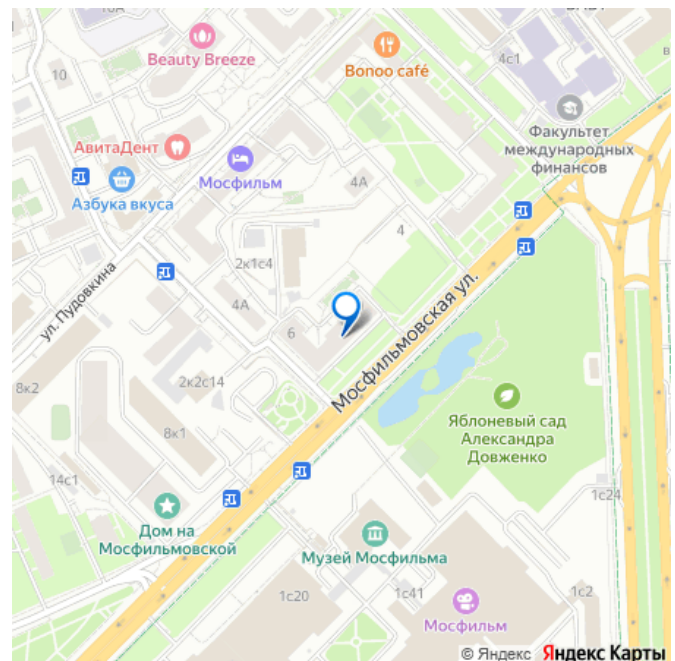 Beauty Breeze
Bonoo café
10
4с1
Факультет
международных
финансов
АвитаДент
Мосфильм
4А
Азбука вкуса
4
2к1с4
ул. Пудовкина
4А
6
Мосфильмовская ул.
8к2
2к2с14
8к1
Яблоневый сад
Александра
Довженко
14с1
1с24
Дом на
Мосфильмовской
Музей Мосфильма
1с20
1с41
1с2
Мосфильм
© Яндекс Яндекс Карты